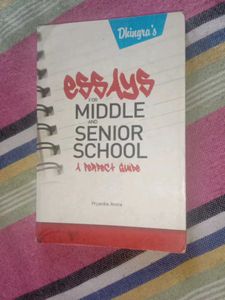 Dhingra's
ESSAYS
FOR
MIDDLE
AND
SENIOR
SCHOOL
A PERFECT GUIDE
Priyanka Arora